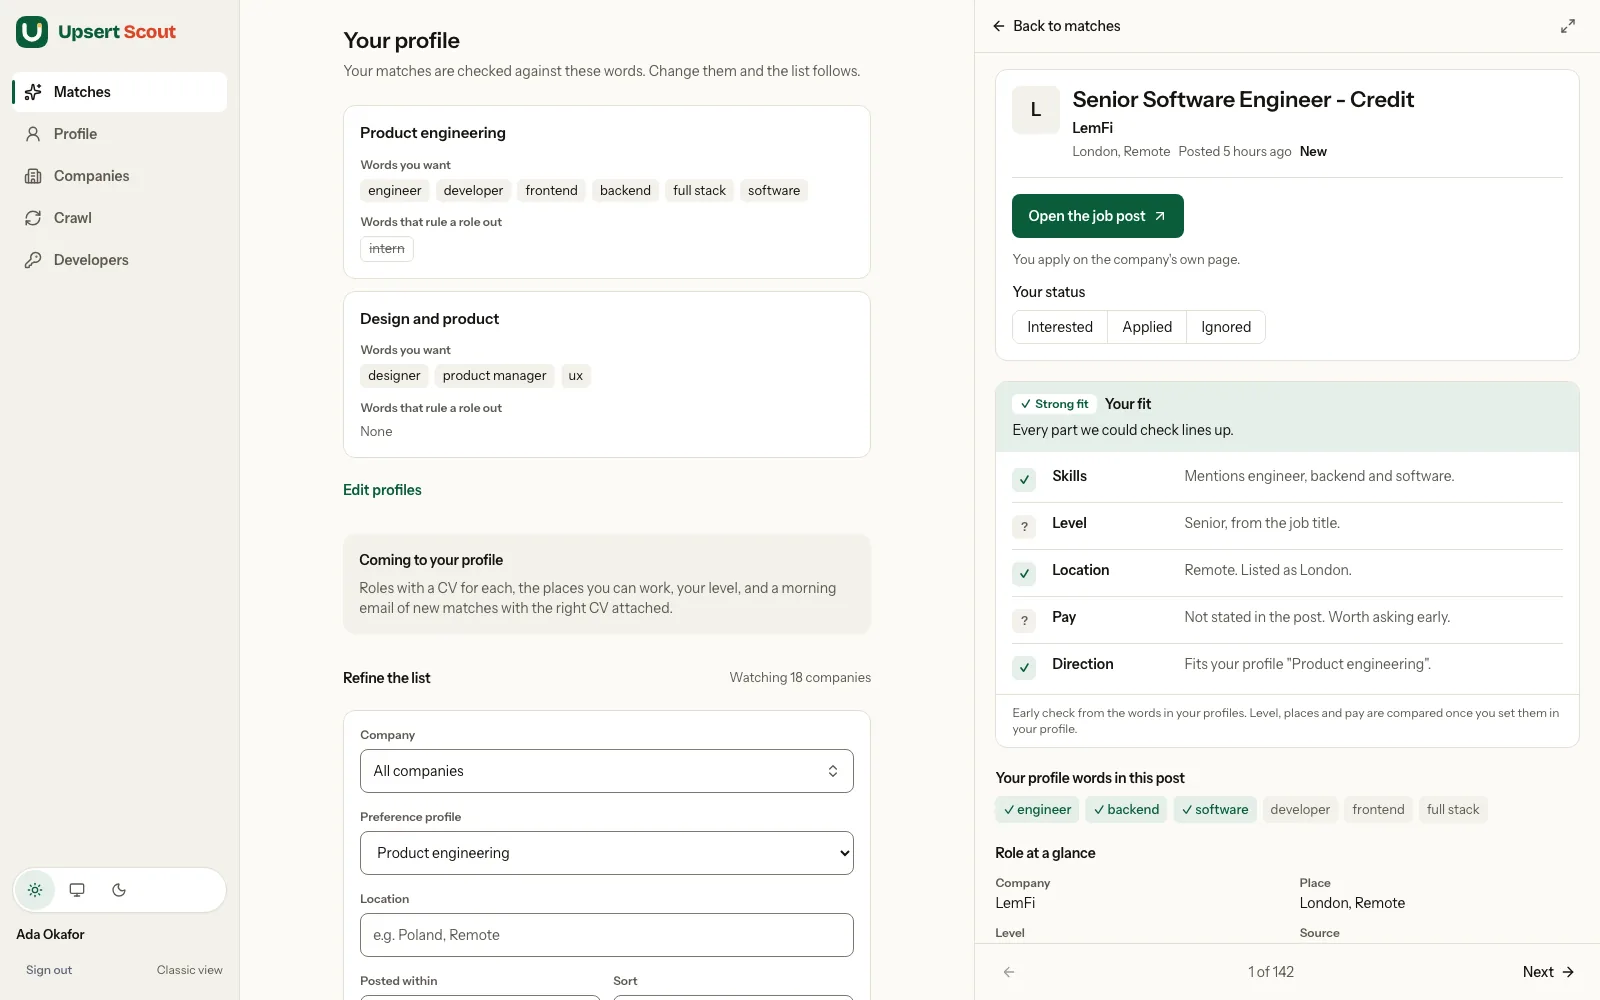 Upsert Scout
Matches
Profile
Companies
Crawl
Developers
Ada Okafor
Sign out
Classic view
Your profile
Your matches are checked against these words. Change them and the list follows.
Product engineering
Words you want
engineer developer frontend backend full stack software
Words that rule a role out
intern
Design and product
Words you want
designer product manager ux
Words that rule a role out
None
Edit profiles
Coming to your profile
Roles with a CV for each, the places you can work, your level, and a morning
email of new matches with the right CV attached.
Refine the list
Watching 18 companies
Company
All companies
Preference profile
Product engineering
Location
e.g. Poland, Remote
Posted within
Sort
Back to matches
L
Senior Software Engineer - Credit
LemFi
London, Remote Posted 5 hours ago New
Open the job post
You apply on the company's own page.
Your status
Interested Applied Ignored
Strong fit Your fit
Every part we could check lines up.
Skills Mentions engineer, backend and software.
? Level Senior, from the job title.
Location Remote. Listed as London.
? Pay Not stated in the post. Worth asking early.
Direction Fits your profile "Product engineering".
Early check from the words in your profiles. Level, places and pay are compared once you set them in
your profile.
Your profile words in this post
engineer backend software developer frontend full stack
Role at a glance
Company Place
LemFi London, Remote
Level Source
1 of 142
Next